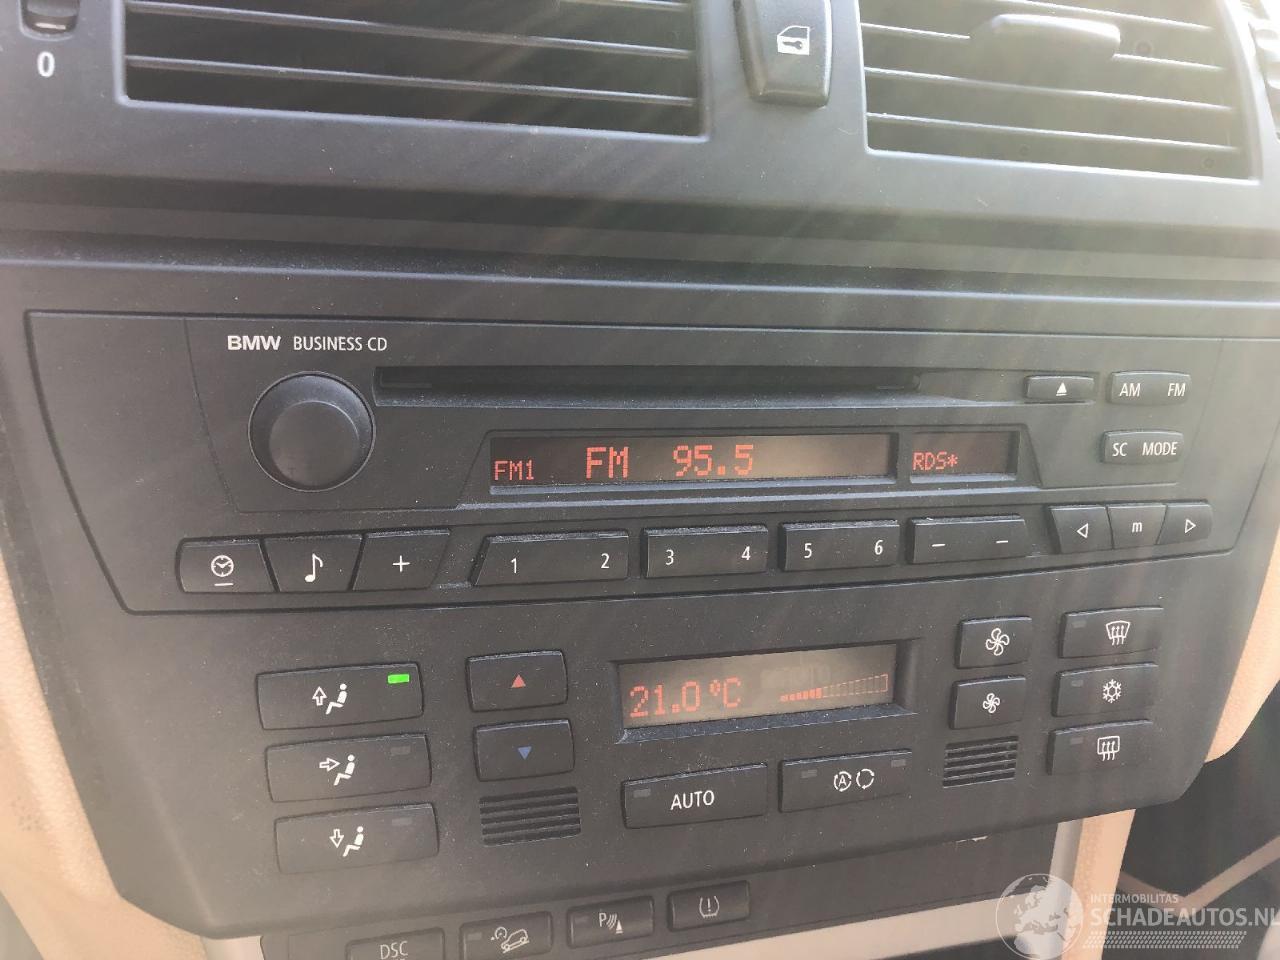 0
BMW BUSINESS CD
AM FM
FM1 FM 95.5 RDS*
SC MODE
+ 1 2 3 4 5 6 — — m
21.0°C
AUTO A
P
DSC
INTERMOBILITAS
SCHADEAUTOS.NL